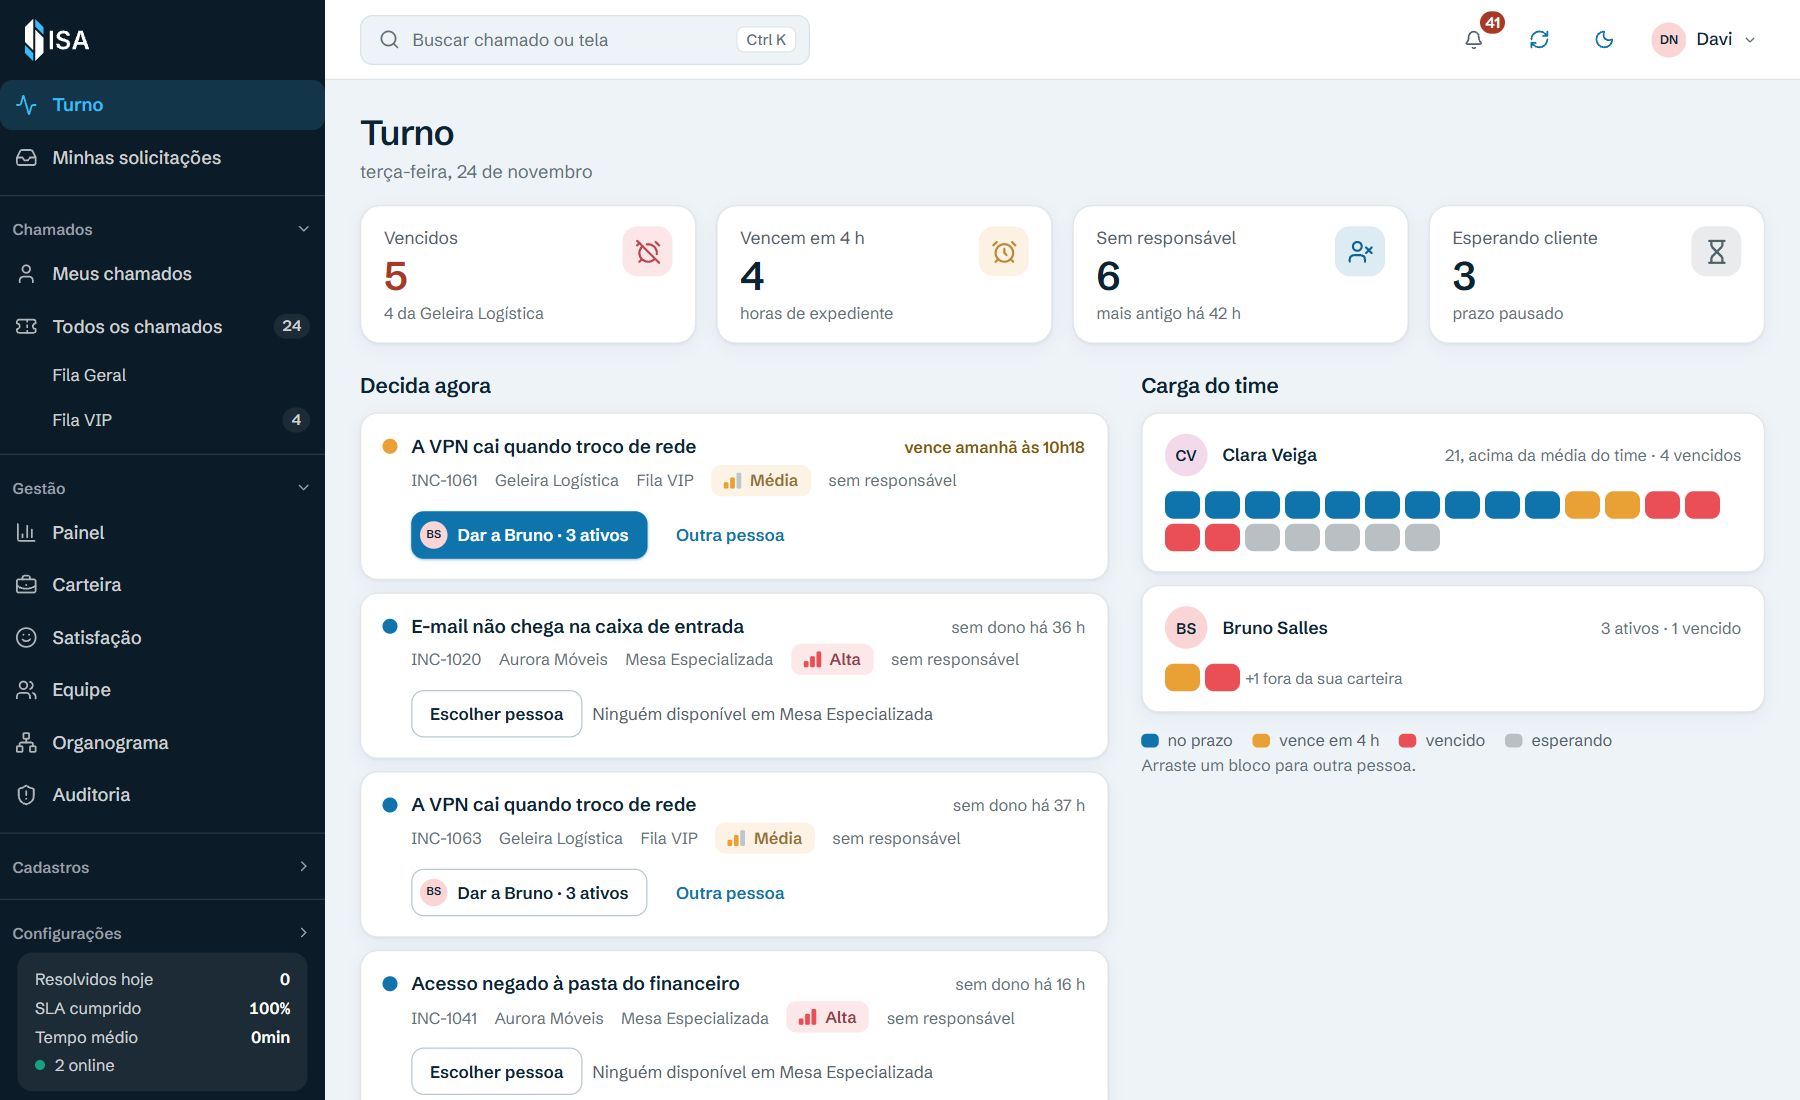 ISA
Turno
Minhas solicitações
Chamados
Meus chamados
Todos os chamados 24
Fila Geral
Fila VIP 4
Gestão
Painel
Carteira
Satisfação
Equipe
Organograma
Auditoria
Cadastros
Configurações
Resolvidos hoje 0
SLA cumprido 100%
Tempo médio 0min
2 online
Buscar chamado ou tela Ctrl K
41
DN Davi
Turno
terça-feira, 24 de novembro
Vencidos
5
4 da Geleira Logística
Vencem em 4 h
4
horas de expediente
Sem responsável
6
mais antigo há 42 h
Esperando cliente
3
prazo pausado
Decida agora
A VPN cai quando troco de rede vence amanhã às 10h18
INC-1061 Geleira Logística Fila VIP Média sem responsável
BS Dar a Bruno · 3 ativos Outra pessoa
E-mail não chega na caixa de entrada sem dono há 36 h
INC-1020 Aurora Móveis Mesa Especializada Alta sem responsável
Escolher pessoa Ninguém disponível em Mesa Especializada
A VPN cai quando troco de rede sem dono há 37 h
INC-1063 Geleira Logística Fila VIP Média sem responsável
BS Dar a Bruno · 3 ativos Outra pessoa
Acesso negado à pasta do financeiro sem dono há 16 h
INC-1041 Aurora Móveis Mesa Especializada Alta sem responsável
Escolher pessoa Ninguém disponível em Mesa Especializada
Carga do time
CV Clara Veiga 21, acima da média do time · 4 vencidos
BS Bruno Salles 3 ativos · 1 vencido
+1 fora da sua carteira
no prazo vence em 4 h vencido esperando
Arraste um bloco para outra pessoa.